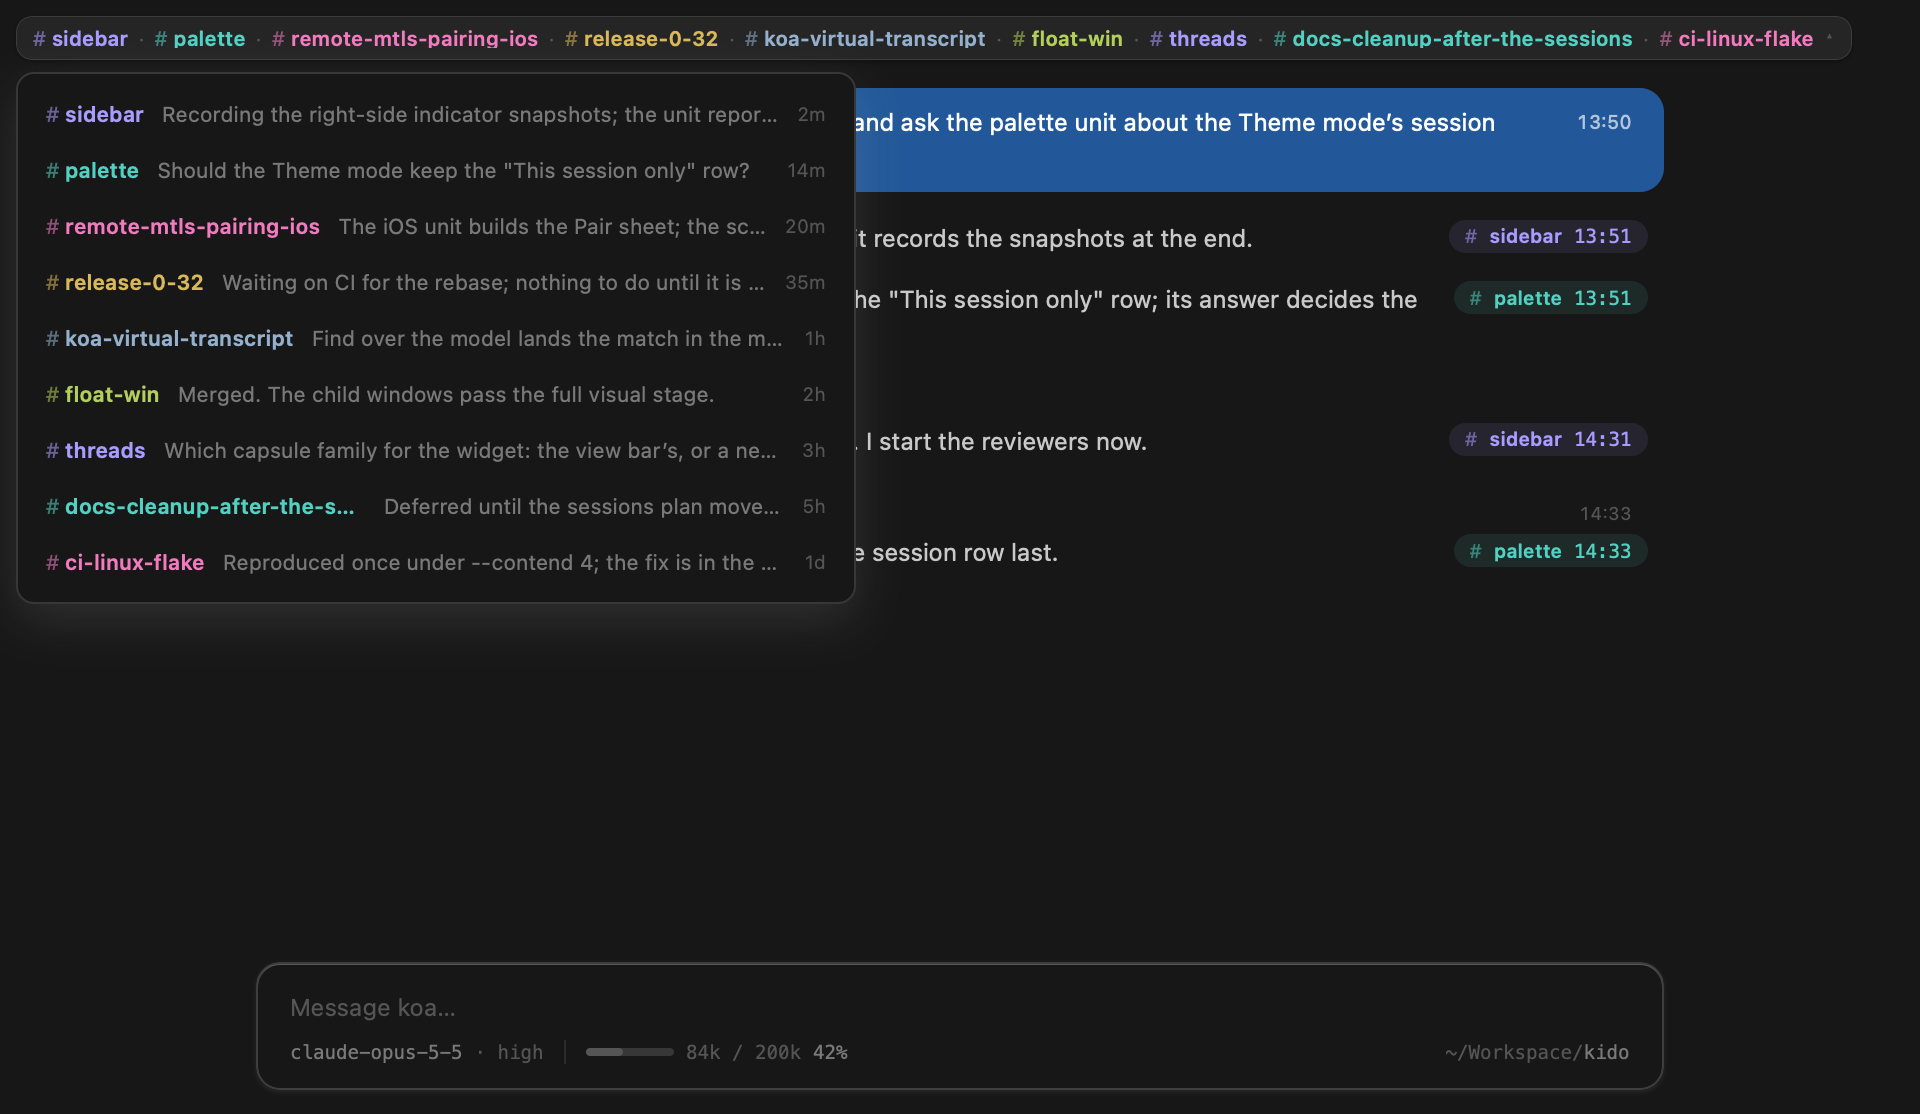 # sidebar · # palette · # remote-mtls-pairing-ios · # release-0-32 · # koa-virtual-transcript · # float-win · # threads · # docs-cleanup-after-the-sessions · # ci-linux-flake
# sidebar Recording the right-side indicator snapshots; the unit repor... 2m
and ask the palette unit about the Theme mode’s session 13:50
# palette Should the Theme mode keep the "This session only" row? 14m
# remote-mtls-pairing-ios The iOS unit builds the Pair sheet; the sc... 20m
it records the snapshots at the end. # sidebar 13:51
# release-0-32 Waiting on CI for the rebase; nothing to do until it is ... 35m
he "This session only" row; its answer decides the # palette 13:51
# koa-virtual-transcript Find over the model lands the match in the m... 1h
# float-win Merged. The child windows pass the full visual stage. 2h
# threads Which capsule family for the widget: the view bar’s, or a ne... 3h
. I start the reviewers now. # sidebar 14:31
# docs-cleanup-after-the-s... Deferred until the sessions plan move... 5h
14:33
# ci-linux-flake Reproduced once under --contend 4; the fix is in the ... 1d
e session row last. # palette 14:33
Message koa...
claude-opus-5-5 · high 84k / 200k 42% ~/Workspace/kido